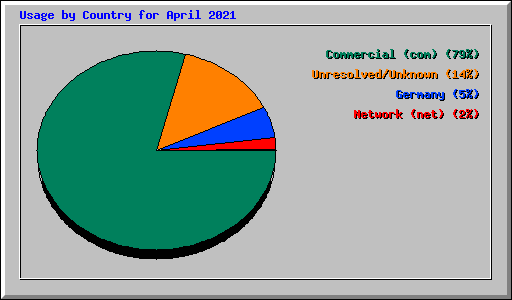 Usage by Country for April 2021
Commercial (com) (79%)
Unresolved/Unknown (14%)
Germany (5%)
Network (net) (2%)